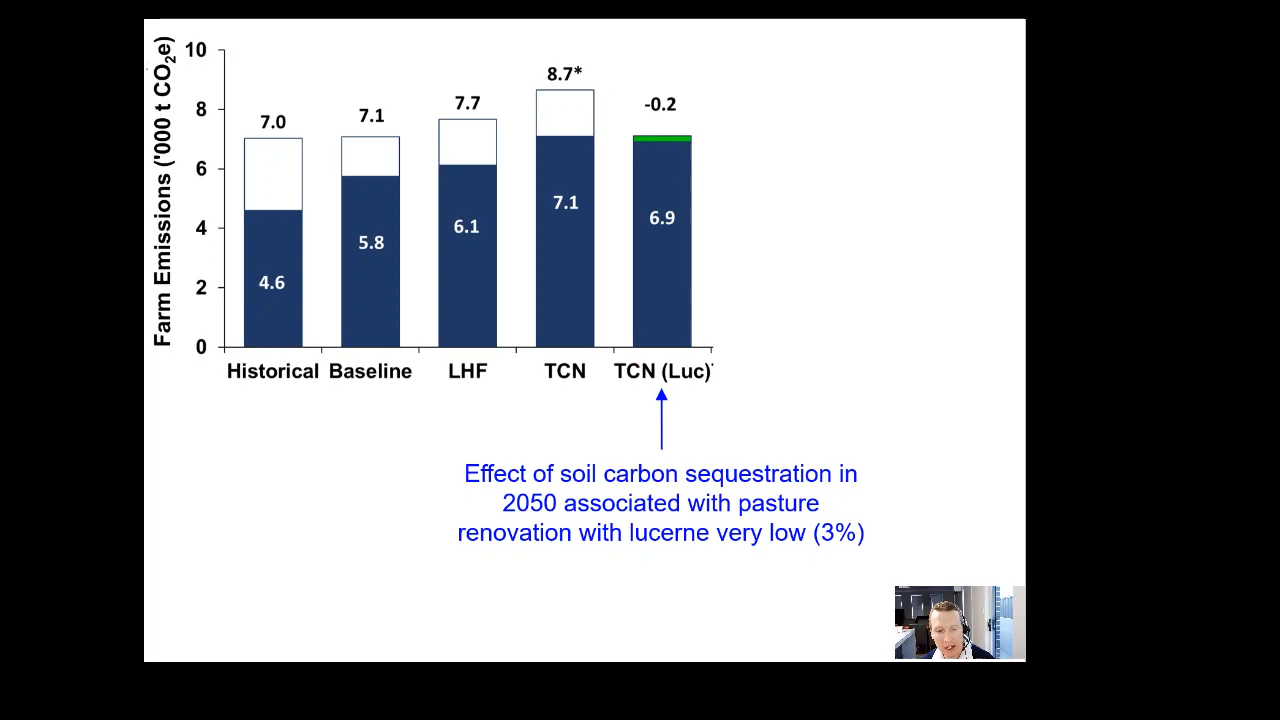 Farm Emissions ('000 t CO₂e)
10
8
6
4
2
0
7.0
7.1
7.7
8.7*
-0.2
4.6
5.8
6.1
7.1
6.9
Historical
Baseline
LHF
TCN
TCN (Luc)
Effect of soil carbon sequestration in
2050 associated with pasture
renovation with lucerne very low (3%)